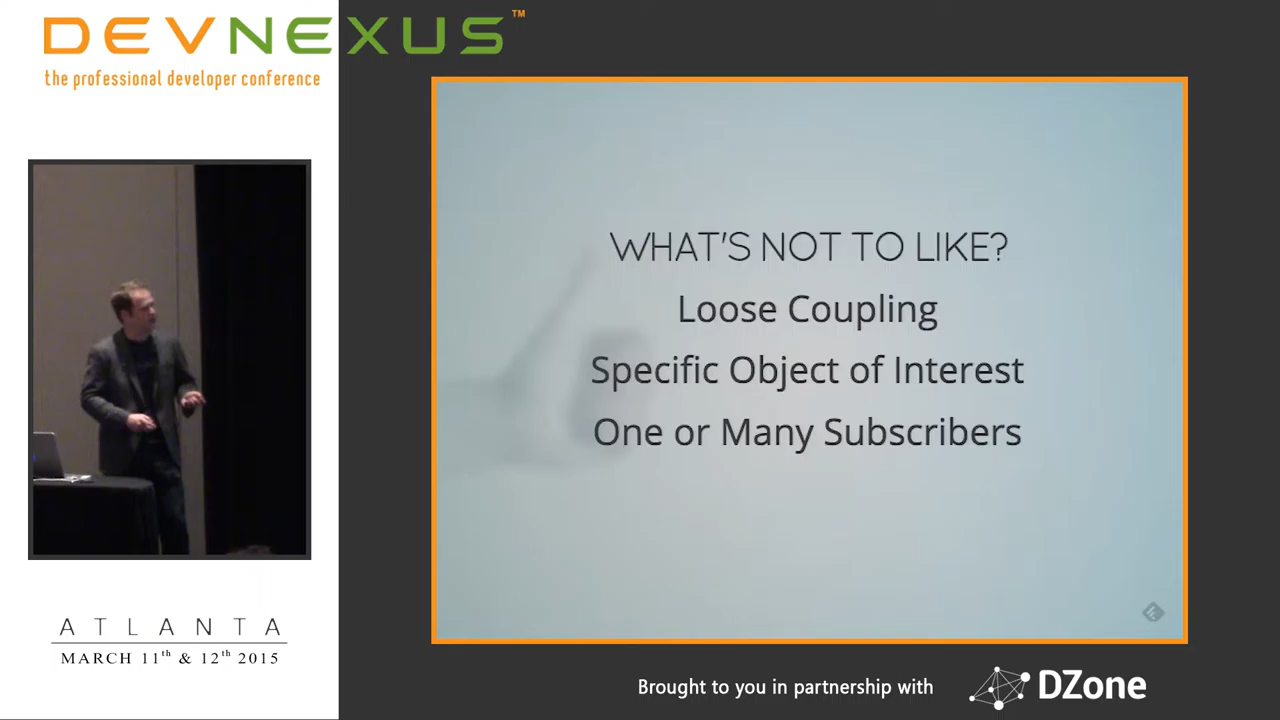 DEVNEXUS™
the professional developer conference
WHAT'S NOT TO LIKE?
Loose Coupling
Specific Object of Interest
One or Many Subscribers
ATLANTA
MARCH 11th & 12th 2015
Brought to you in partnership with
DZone